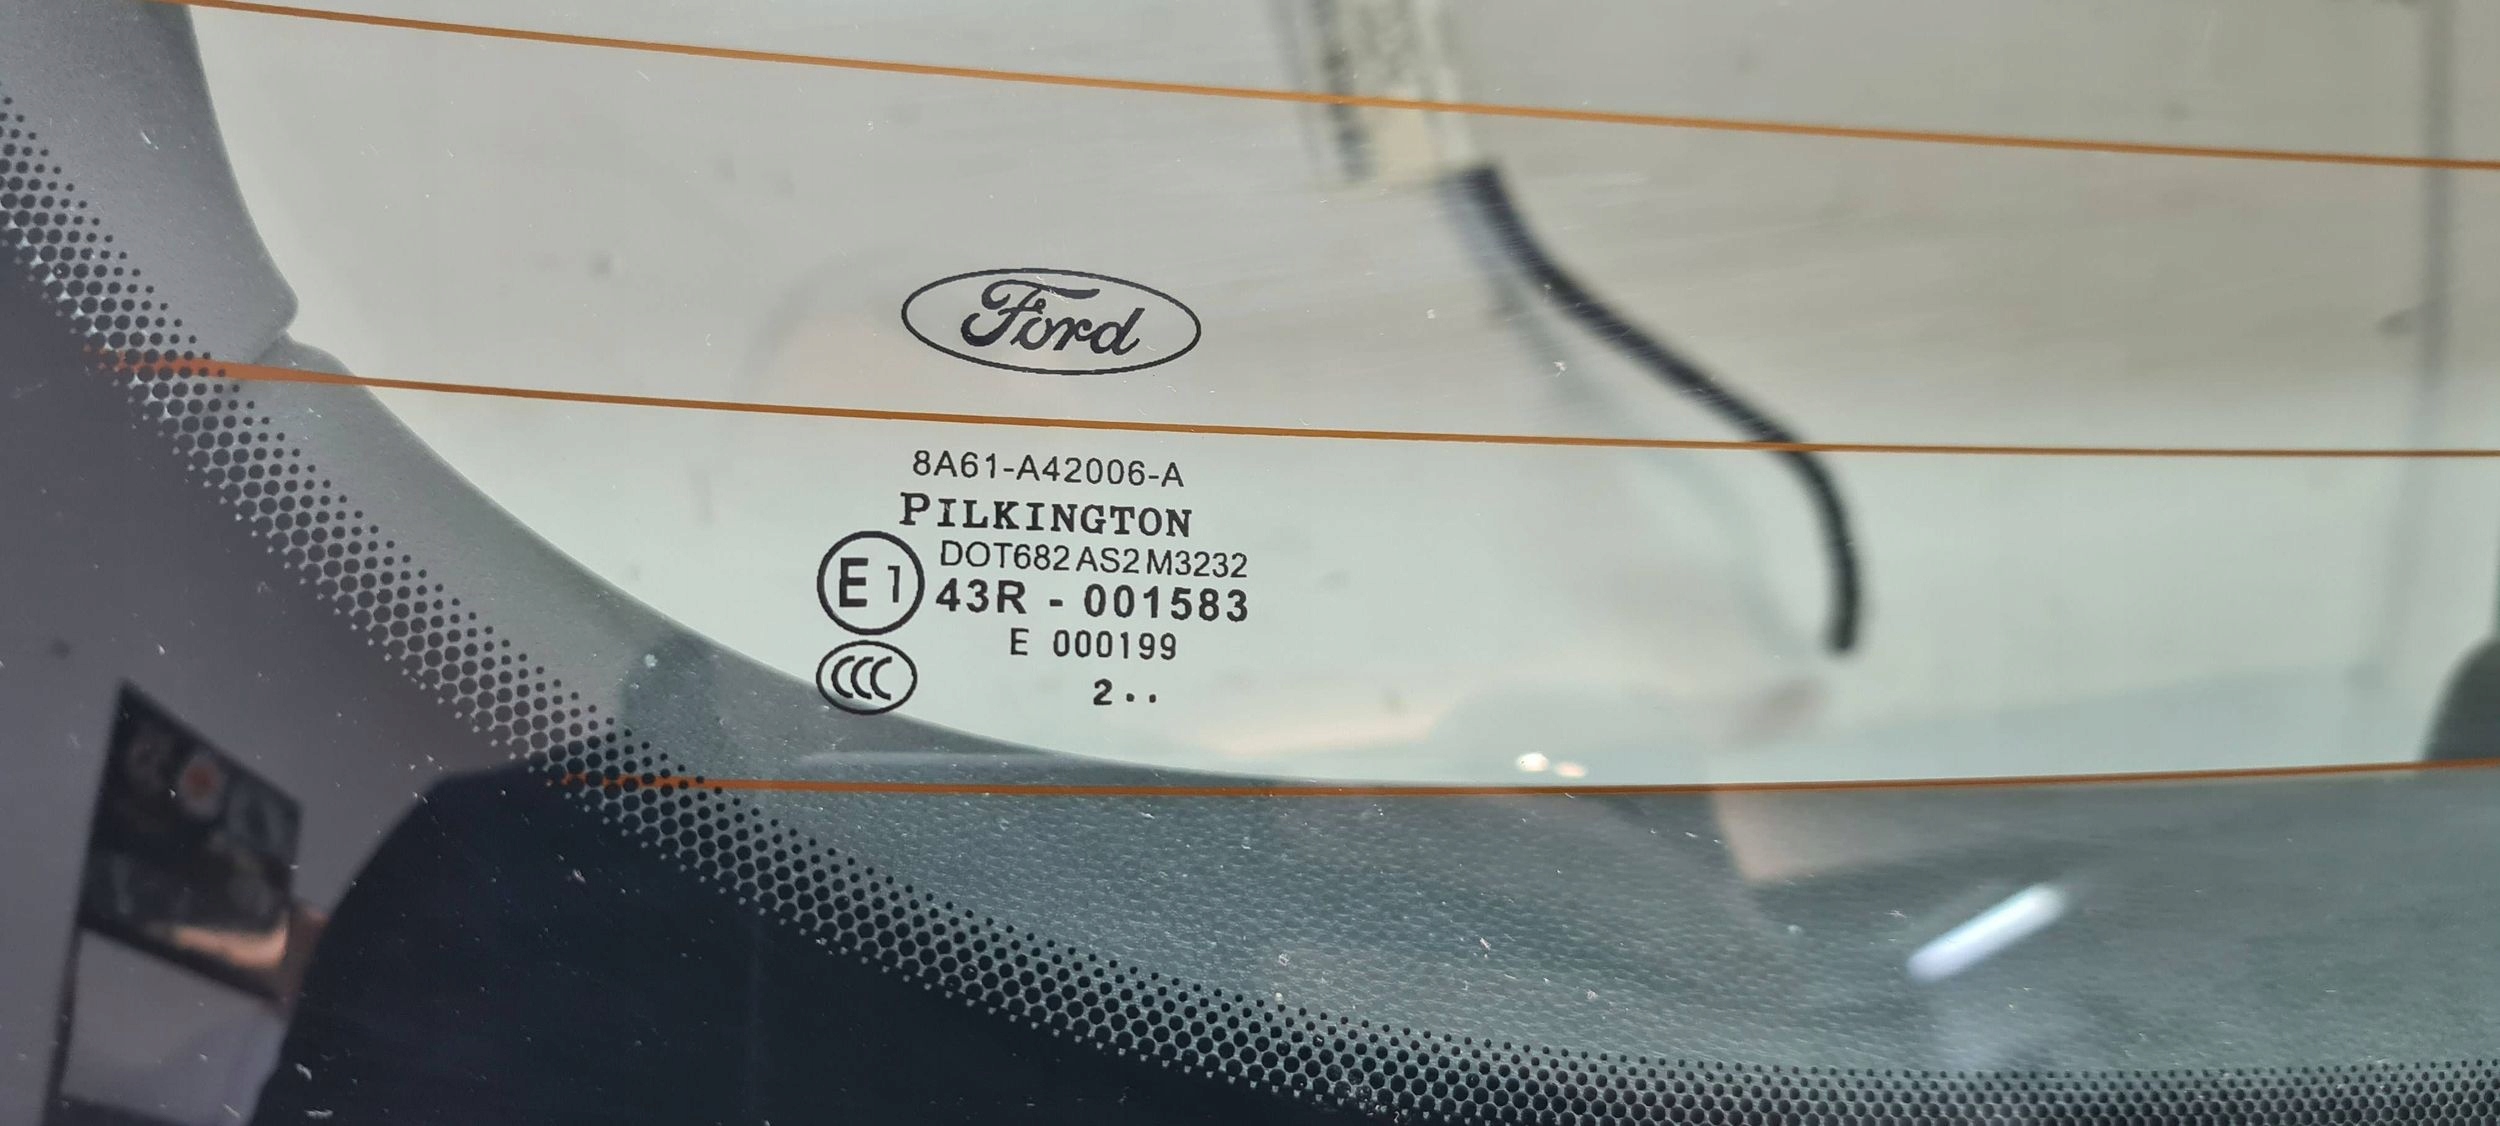 Ford
8A61-A42006-A
PILKINGTON
DOT682 AS2 M3232
E1 43R - 001583
E 000199
CCC 2..